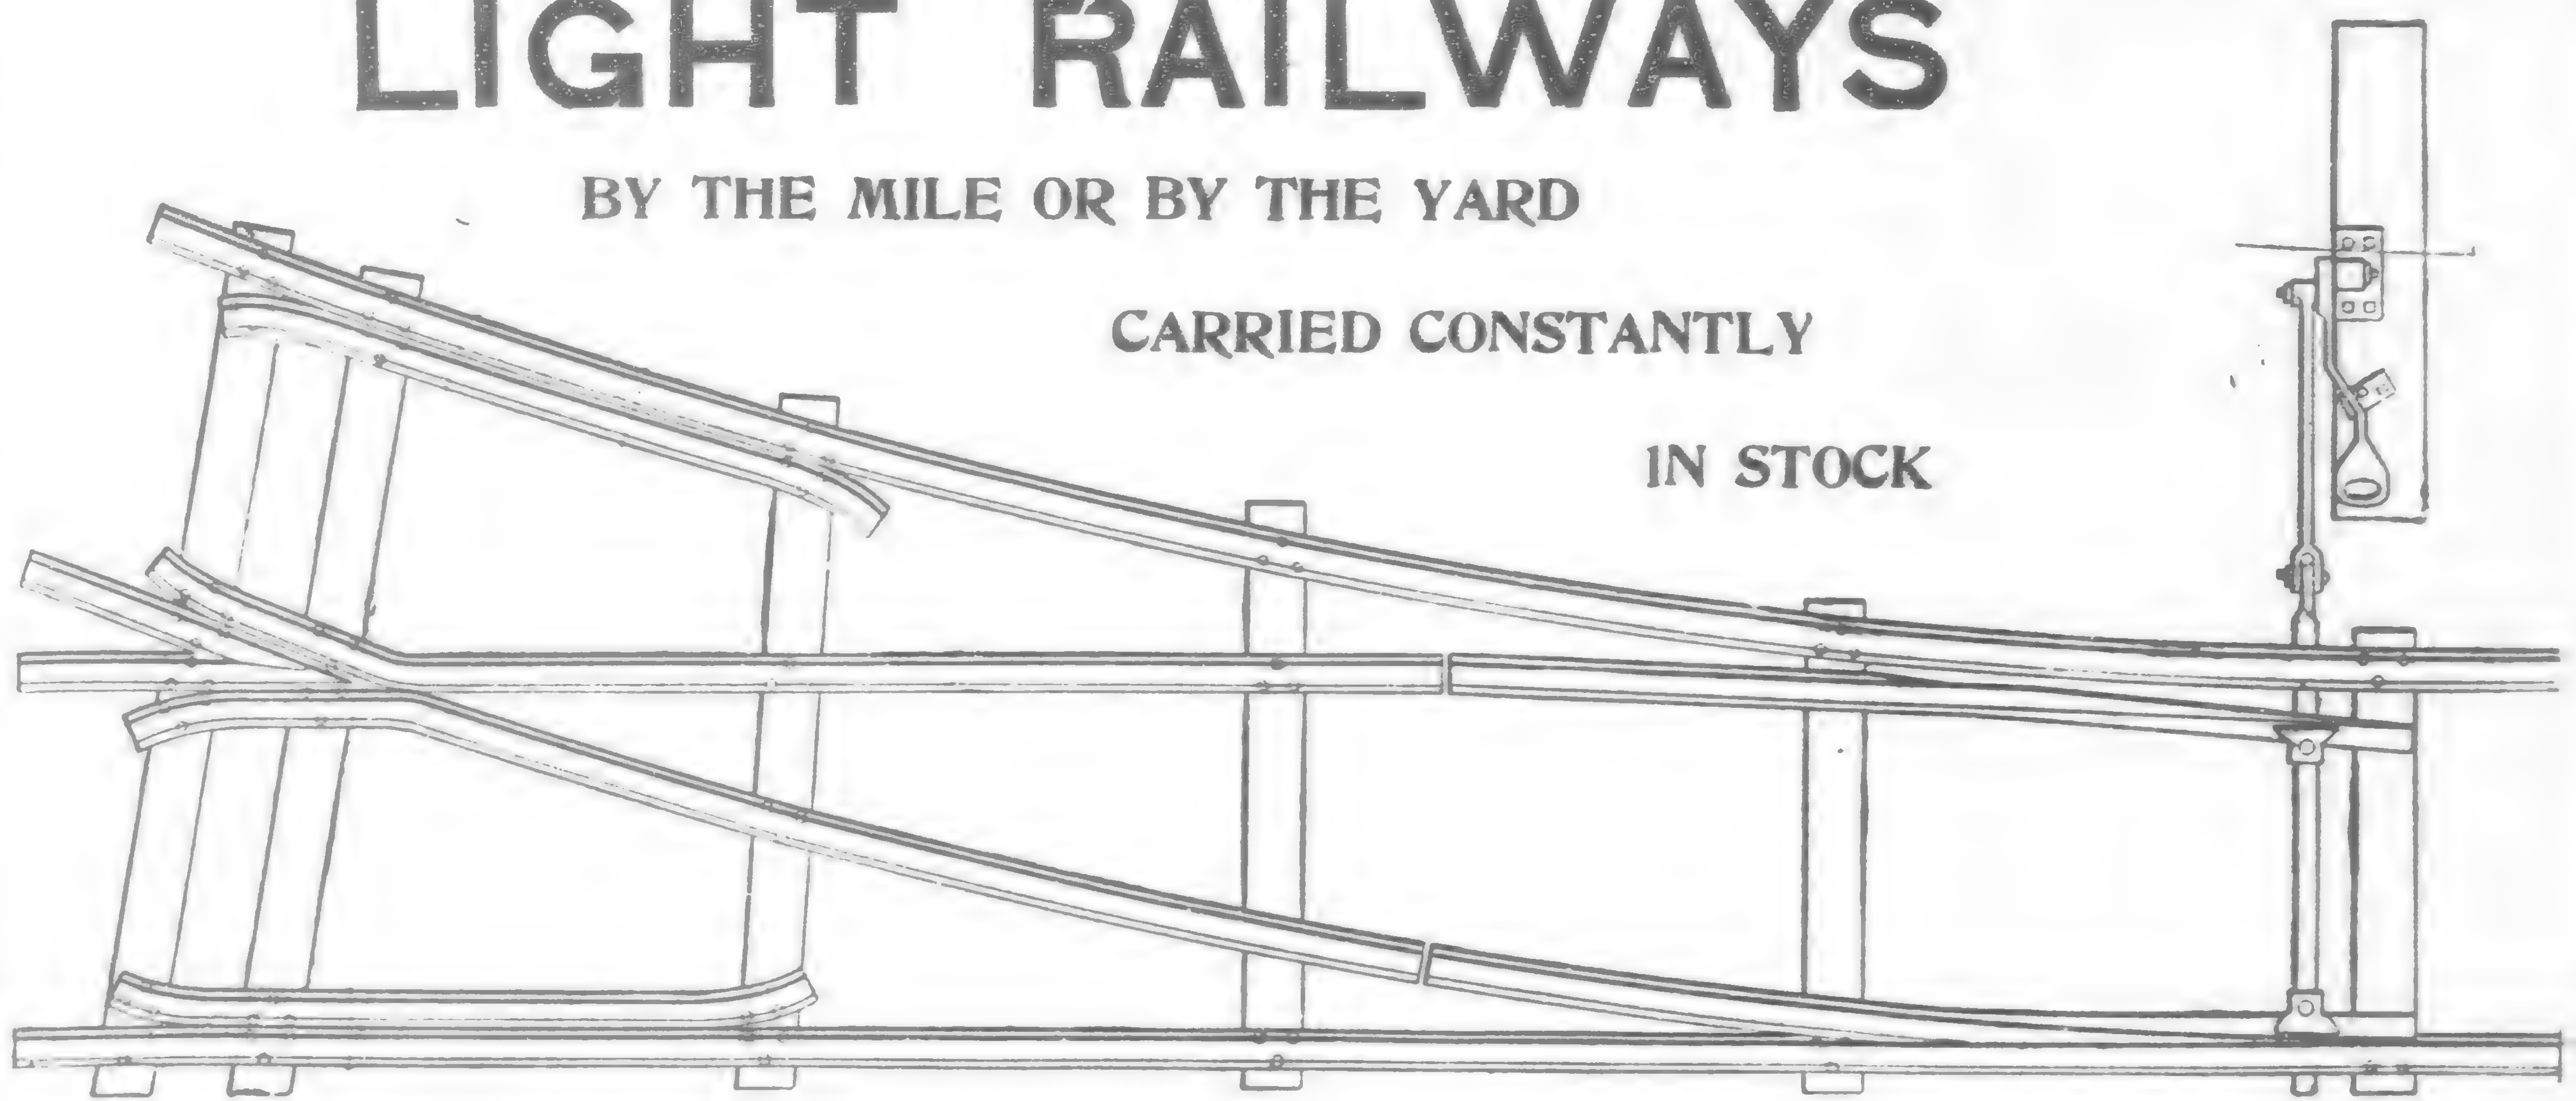 LIGHT RAILWAYS
BY THE MILE OR BY THE YARD
CARRIED CONSTANTLY
IN STOCK